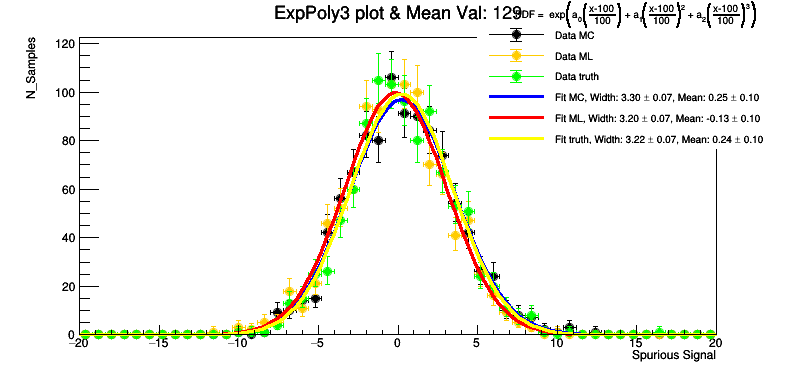 ExpPoly3 plot & Mean Val: 129
PDF = exp(a₀(x-100/100) + a₁(x-100/100)² + a₂(x-100/100)³)
Data MC
Data ML
Data truth
Fit MC, Width: 3.30 ± 0.07, Mean: 0.25 ± 0.10
Fit ML, Width: 3.20 ± 0.07, Mean: -0.13 ± 0.10
Fit truth, Width: 3.22 ± 0.07, Mean: 0.24 ± 0.10
N_Samples
120
100
80
60
40
20
0
−20 −15 −10 −5 0 5 10 15 20
Spurious Signal